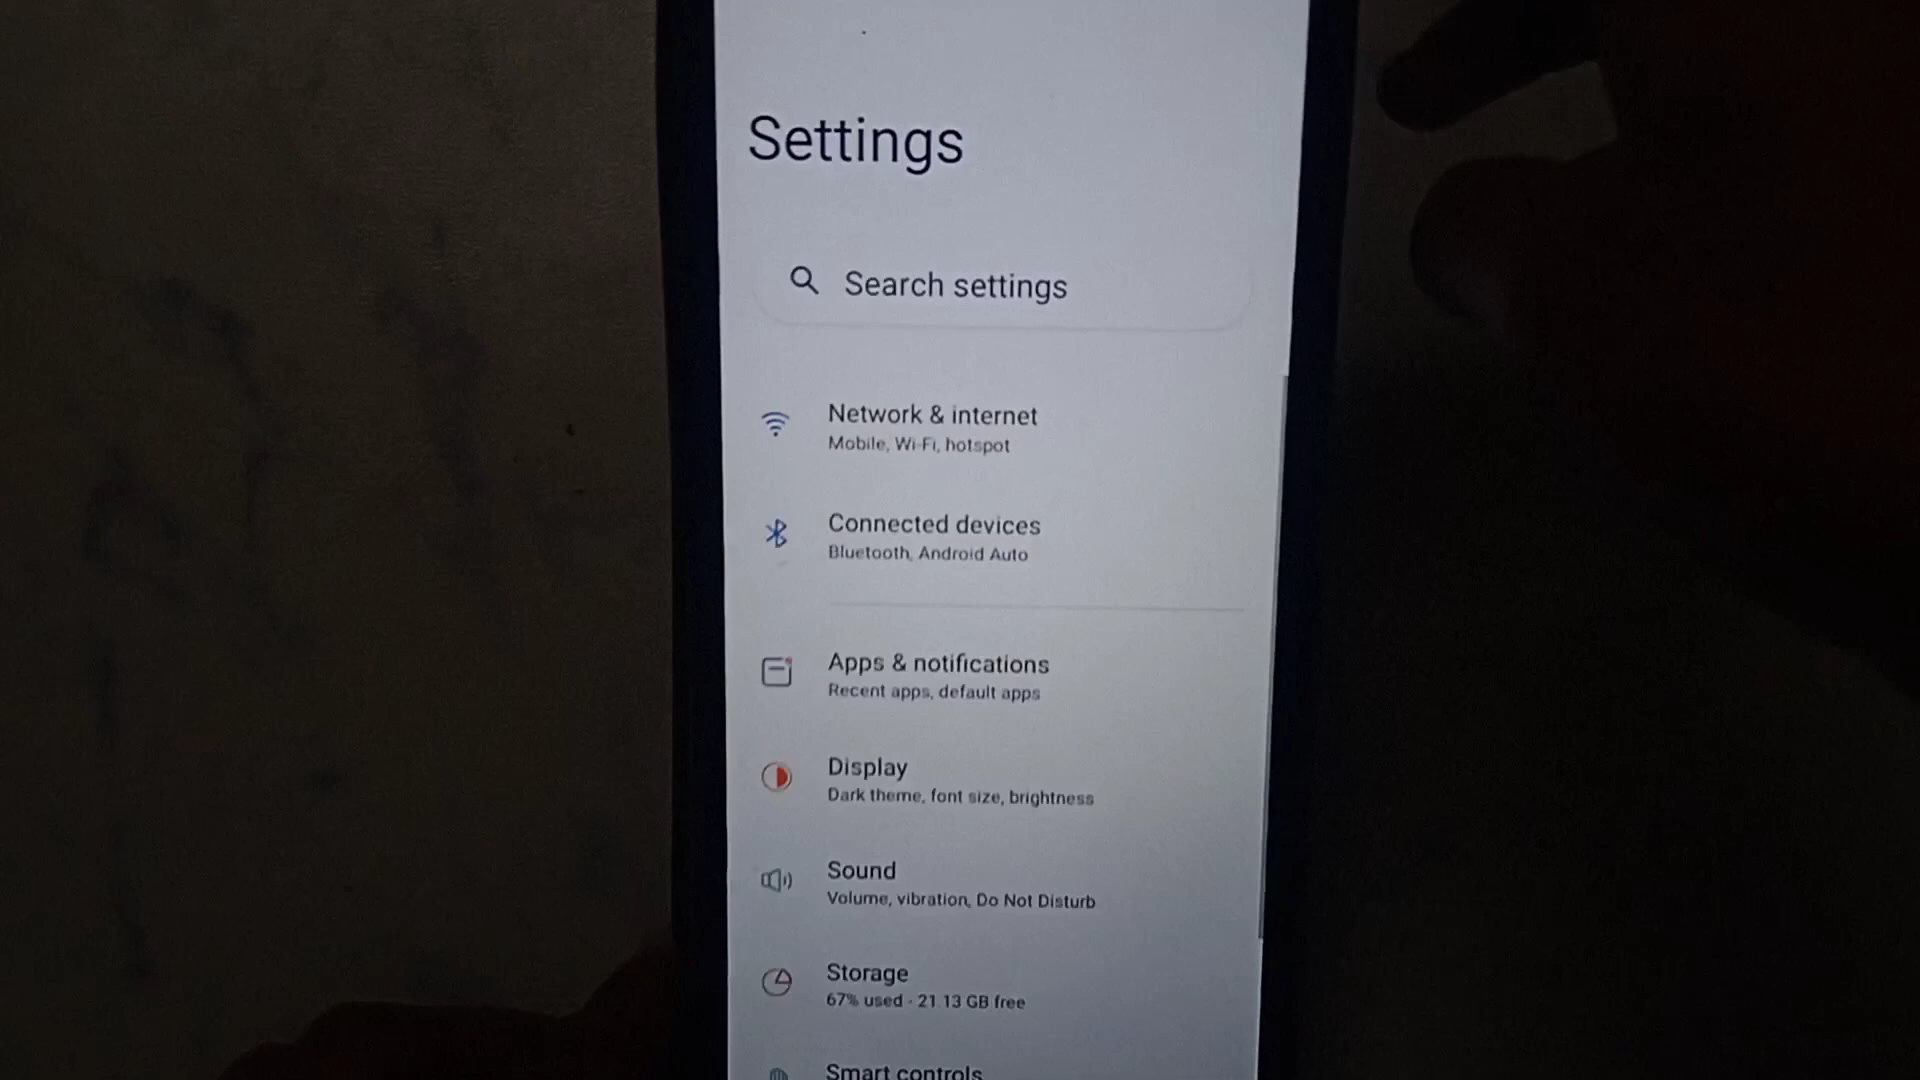 Settings
Search settings
Network & internet
Mobile, Wi-Fi, hotspot
Connected devices
Bluetooth, Android Auto
Apps & notifications
Recent apps, default apps
Display
Dark theme, font size, brightness
Sound
Volume, vibration, Do Not Disturb
Storage
67% used - 21.13 GB free
Smart controls